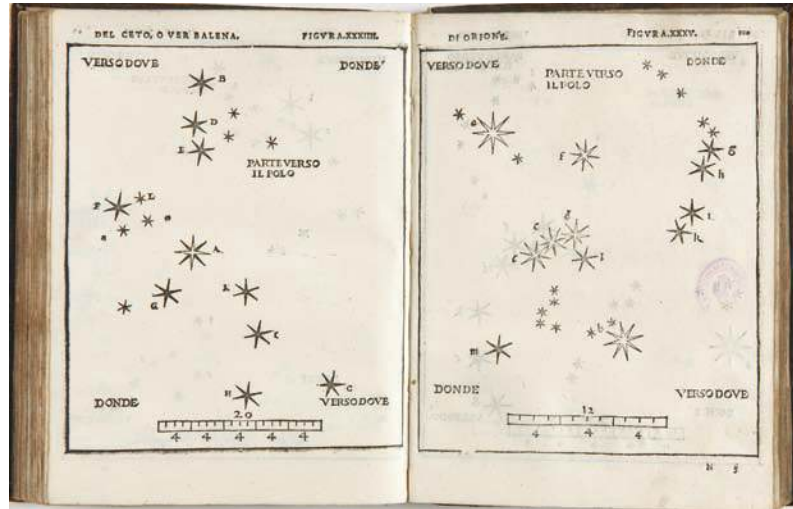 DEL CETO, O VER BALENA. FIGVRA.XXXIIII.
VERSO DOVE
DONDE
B
D
E
PARTE VERSO
IL POLO
L
F
A
G
C
H
G
DONDE
VERSO DOVE
20
4 4 4 4 4
DI ORIONE. FIGVRA.XXXV.
VERSO DOVE
PARTE VERSO
IL POLO
DONDE
a
f
g
h
d
c
e
i
k
b
m
DONDE
VERSO DOVE
12
4 4 4
N 5